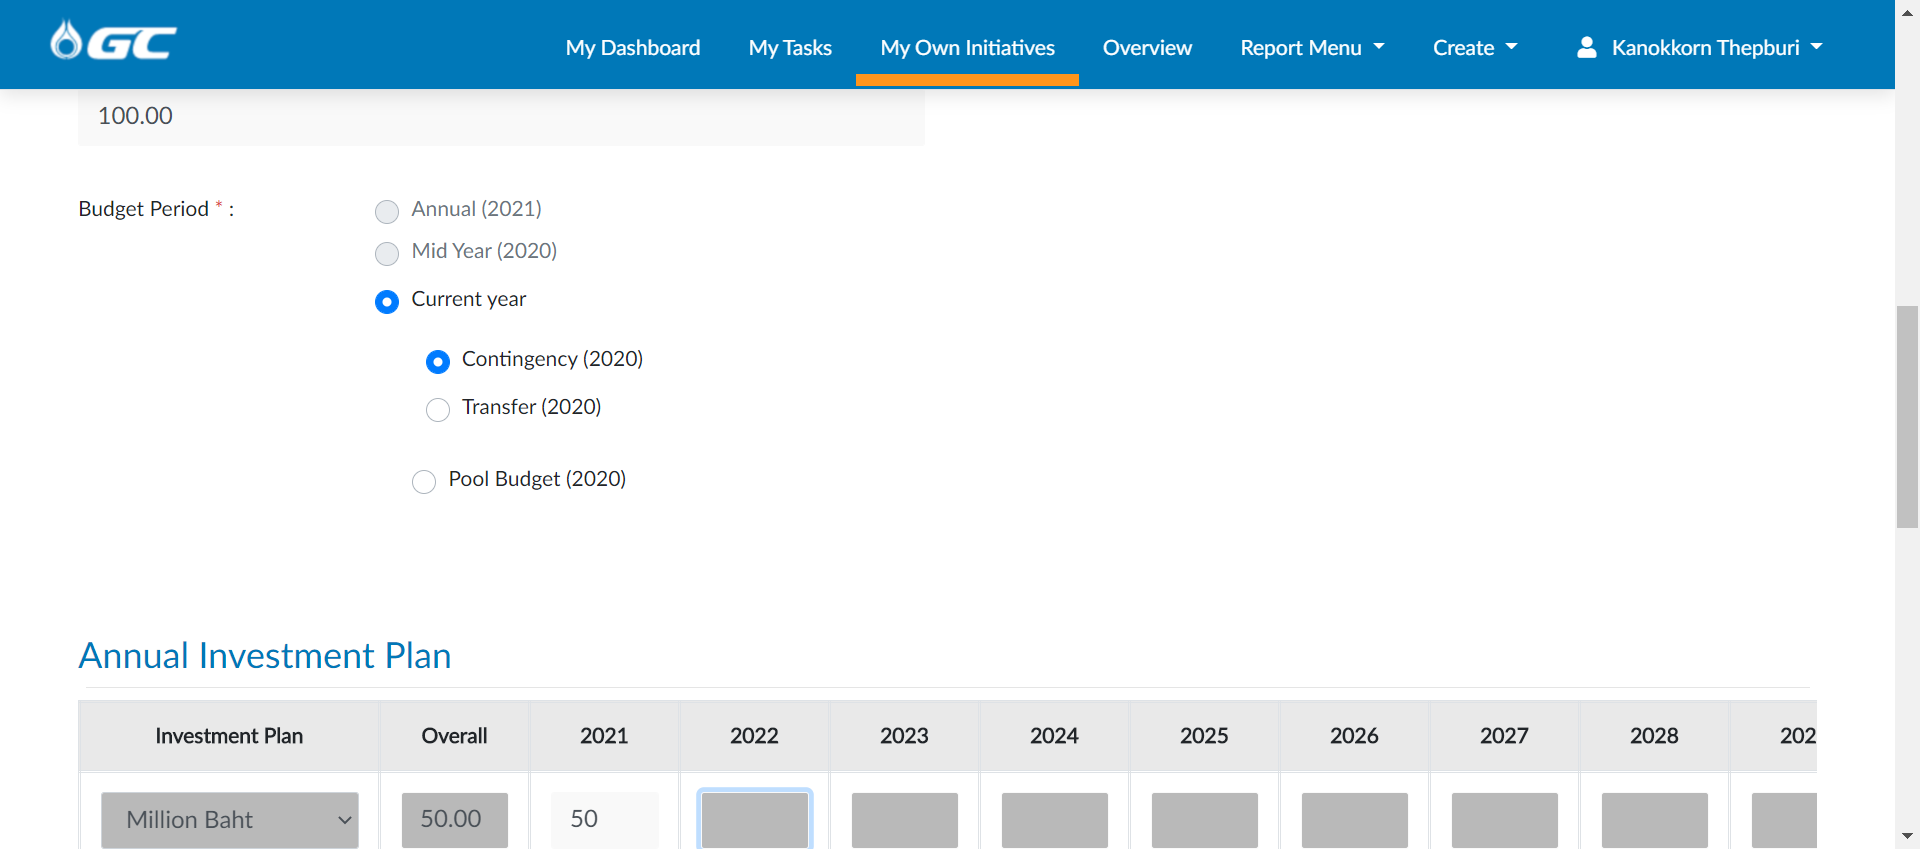 GC
My Dashboard
My Tasks
My Own Initiatives
Overview
Report Menu
Create
Kanokkorn Thepburi
100.00
Budget Period * :
Annual (2021)
Mid Year (2020)
Current year
Contingency (2020)
Transfer (2020)
Pool Budget (2020)
Annual Investment Plan
Investment Plan Overall 2021 2022 2023 2024 2025 2026 2027 2028 202
Million Baht 50.00 50